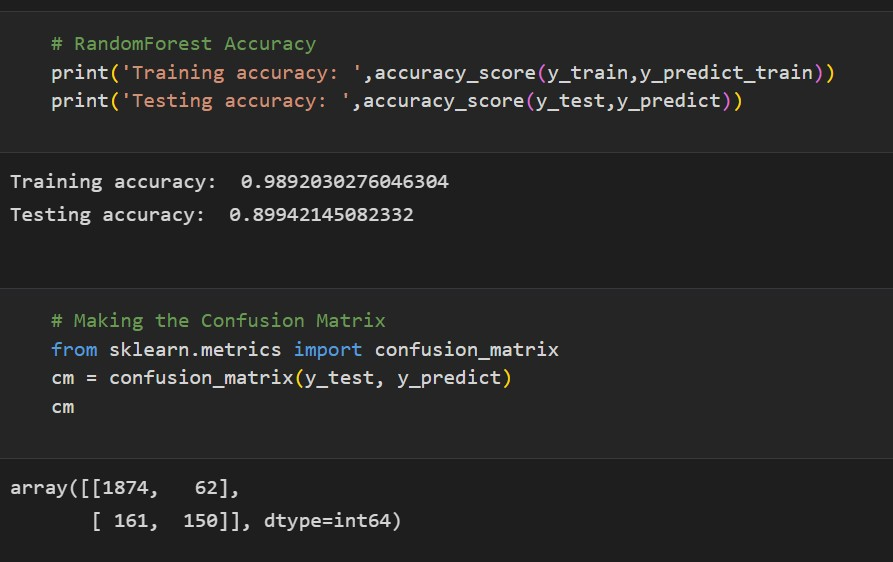 # RandomForest Accuracy
print('Training accuracy: ',accuracy_score(y_train,y_predict_train))
print('Testing accuracy: ',accuracy_score(y_test,y_predict))
Training accuracy:  0.9892030276046304
Testing accuracy:  0.89942145082332
# Making the Confusion Matrix
from sklearn.metrics import confusion_matrix
cm = confusion_matrix(y_test, y_predict)
cm
array([[1874,   62],
       [ 161,  150]], dtype=int64)